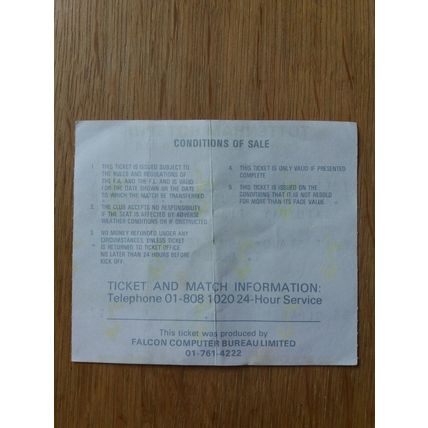 CONDITIONS OF SALE
1. THIS TICKET IS ISSUED SUBJECT TO
THE RULES AND REGULATIONS OF
THE F.A. AND THE F.L. AND IS VALID
FOR THE DATE SHOWN OR THE DATE
TO WHICH THE MATCH BE TRANSFERRED.
2. THE CLUB ACCEPTS NO RESPONSIBILITY
IF THE SEAT IS AFFECTED BY ADVERSE
WEATHER CONDITIONS OR IF OBSTRUCTED.
3. NO MONEY REFUNDED UNDER ANY
CIRCUMSTANCES, UNLESS TICKET
IS RETURNED TO TICKET OFFICE
NO LATER THAN 24 HOURS BEFORE
KICK OFF.
4. THIS TICKET IS ONLY VALID IF PRESENTED
COMPLETE.
5. THIS TICKET IS ISSUED ON THE
CONDITIONS THAT IT IS NOT RESOLD
FOR MORE THAN ITS FACE VALUE.
TICKET AND MATCH INFORMATION:
Telephone 01-808 1020 24-Hour Service
This ticket was produced by
FALCON COMPUTER BUREAU LIMITED
01-761-4222